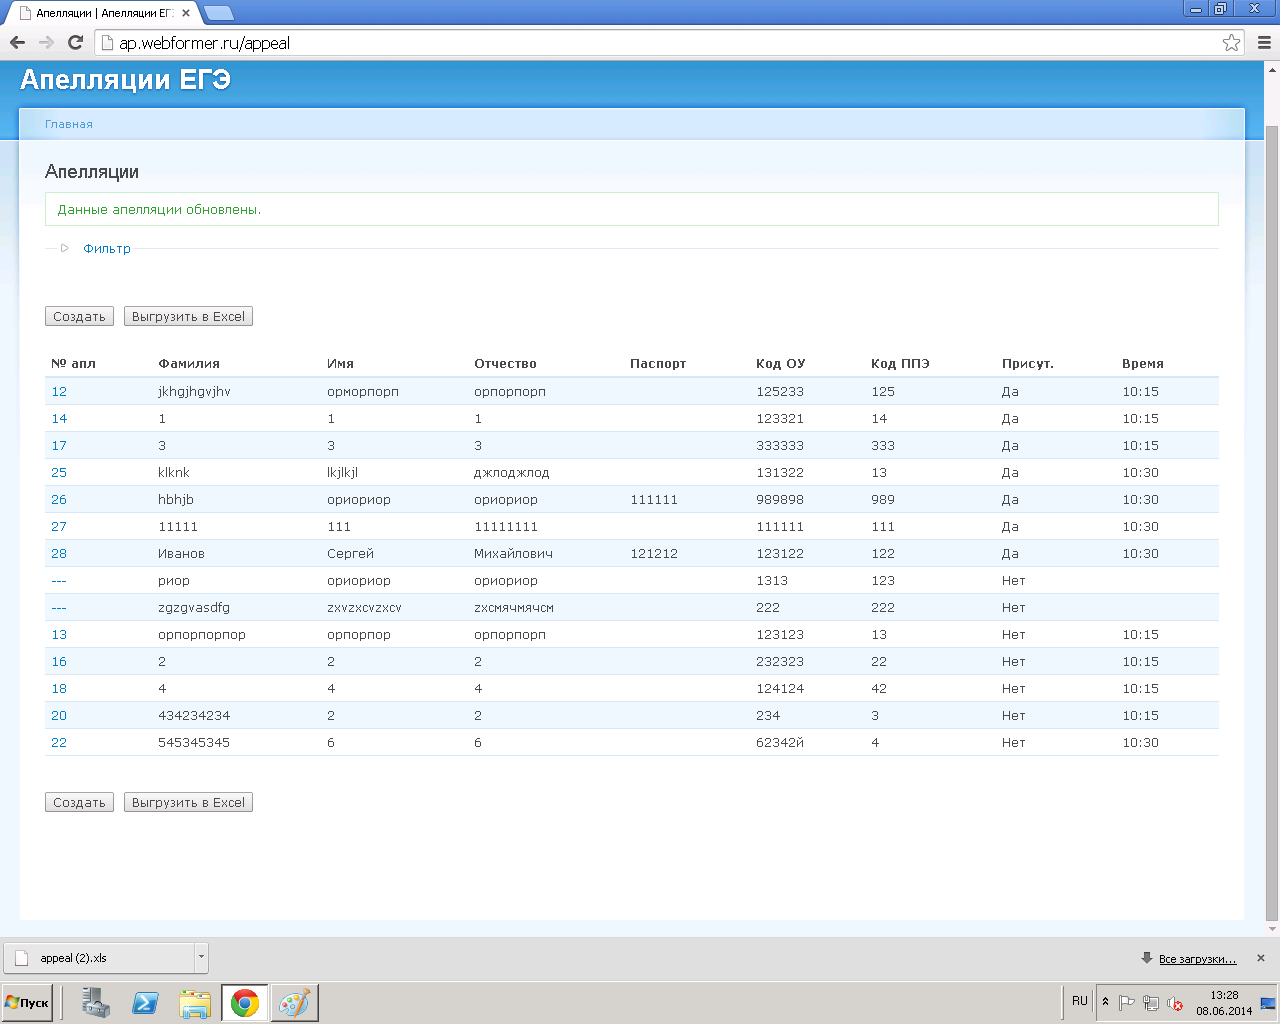 Апелляции | Апелляции ЕГЭ
ap.webformer.ru/appeal
Апелляции ЕГЭ
Главная
Апелляции
Данные апелляции обновлены.
Фильтр
Создать Выгрузить в Excel
№ апл Фамилия Имя Отчество Паспорт Код ОУ Код ППЭ Присут. Время
12 jkhgjhgvjhv орморпорп орпорпорп 125233 125 Да 10:15
14 1 1 1 123321 14 Да 10:15
17 3 3 3 333333 333 Да 10:15
25 klknk lkjlkjl джлоджлод 131322 13 Да 10:30
26 hbhjb ориориор ориориор 111111 989898 989 Да 10:30
27 11111 111 11111111 111111 111 Да 10:30
28 Иванов Сергей Михайлович 121212 123122 122 Да 10:30
--- риор ориориор ориориор 1313 123 Нет
--- zgzgvasdfg zxvzxcvzxcv zxсмячмячсм 222 222 Нет
13 орпорпорпор орпорпор орпорпорп 123123 13 Нет 10:15
16 2 2 2 232323 22 Нет 10:15
18 4 4 4 124124 42 Нет 10:15
20 434234234 2 2 234 3 Нет 10:15
22 545345345 6 6 62342й 4 Нет 10:30
Создать Выгрузить в Excel
appeal (2).xls Все загрузки...
Пуск RU 13:28
08.06.2014